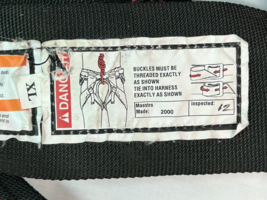 XL
⚠DANGER
BUCKLES MUST BE
THREADED EXACTLY
AS SHOWN
TIE INTO HARNESS
EXACTLY AS SHOWN
Maestro
Made: 2000
inspected:
12